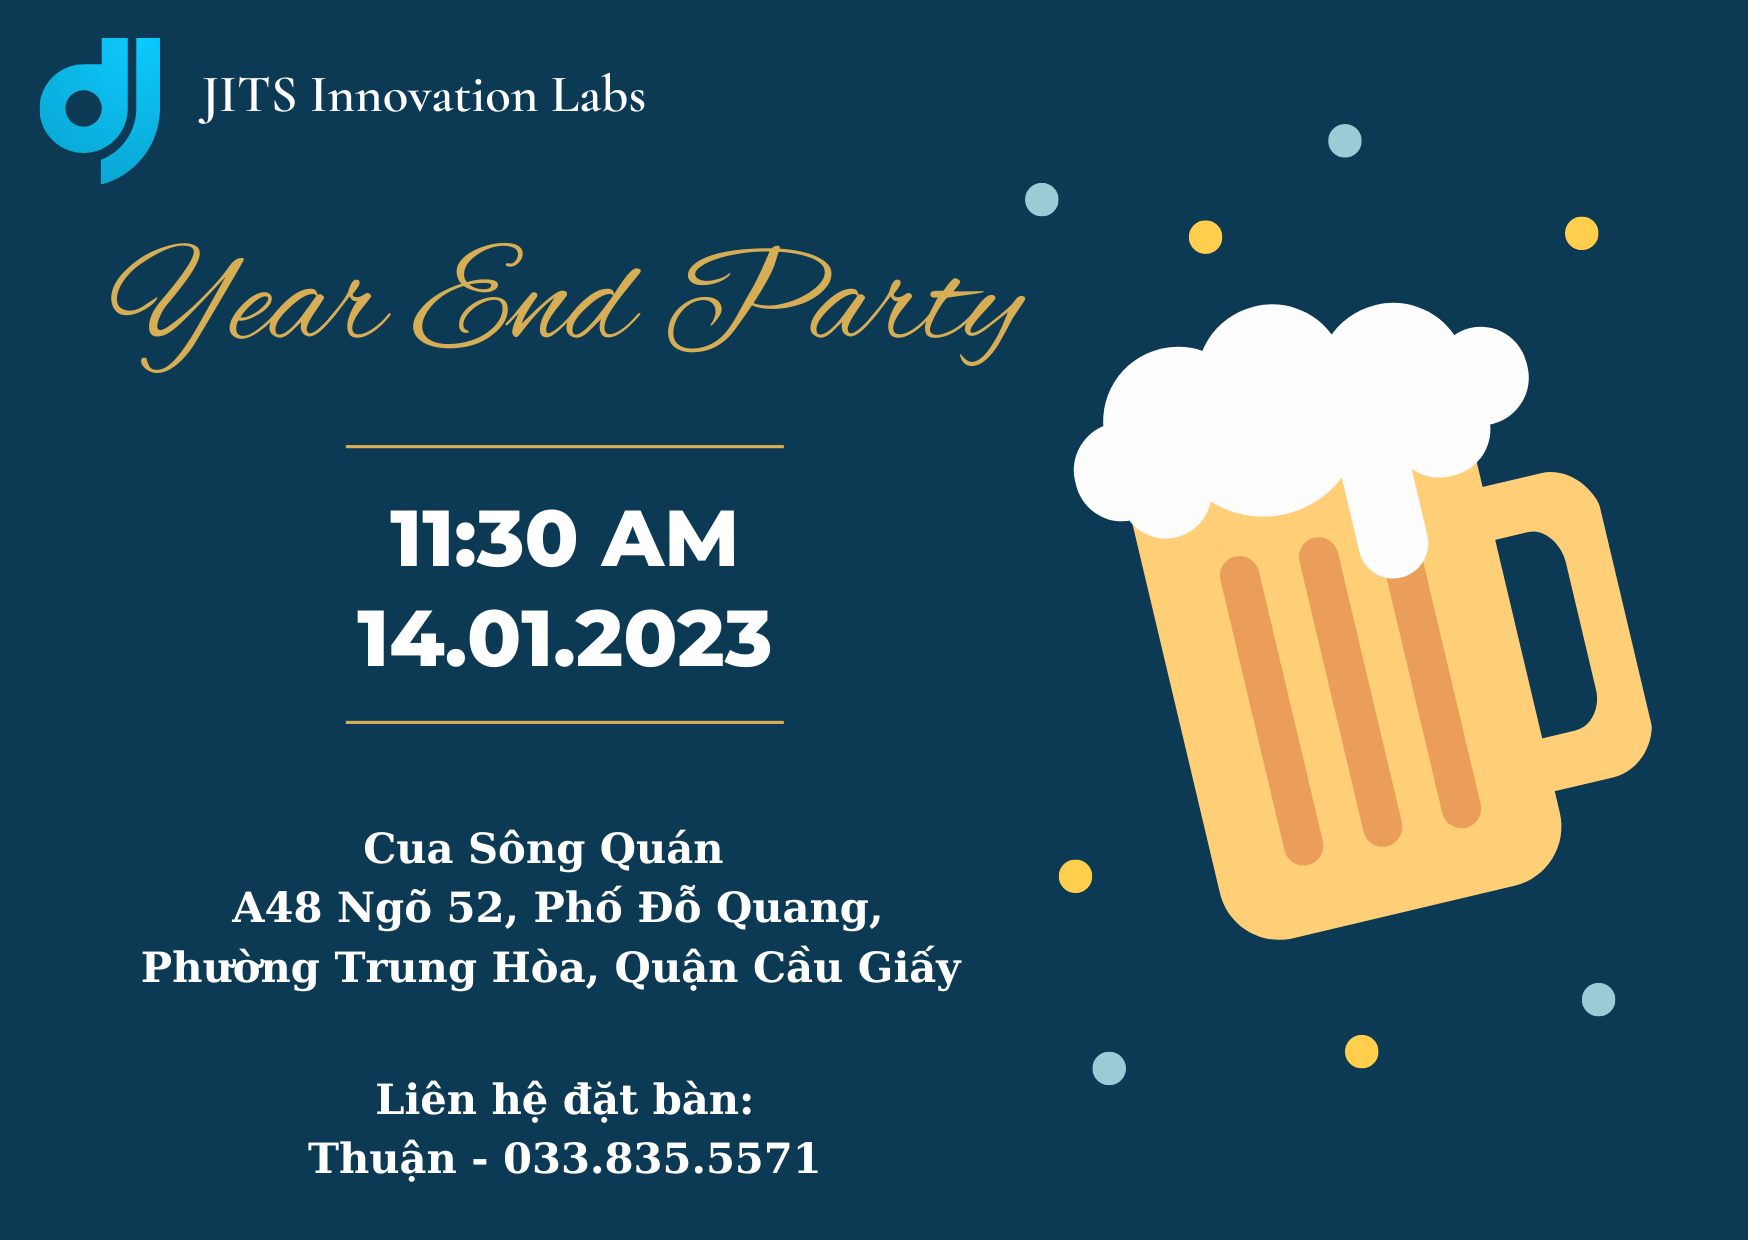 JITS Innovation Labs
Year End Party
11:30 AM
14.01.2023
Cua Sông Quán
A48 Ngõ 52, Phố Đỗ Quang,
Phường Trung Hòa, Quận Cầu Giấy
Liên hệ đặt bàn:
Thuận - 033.835.5571